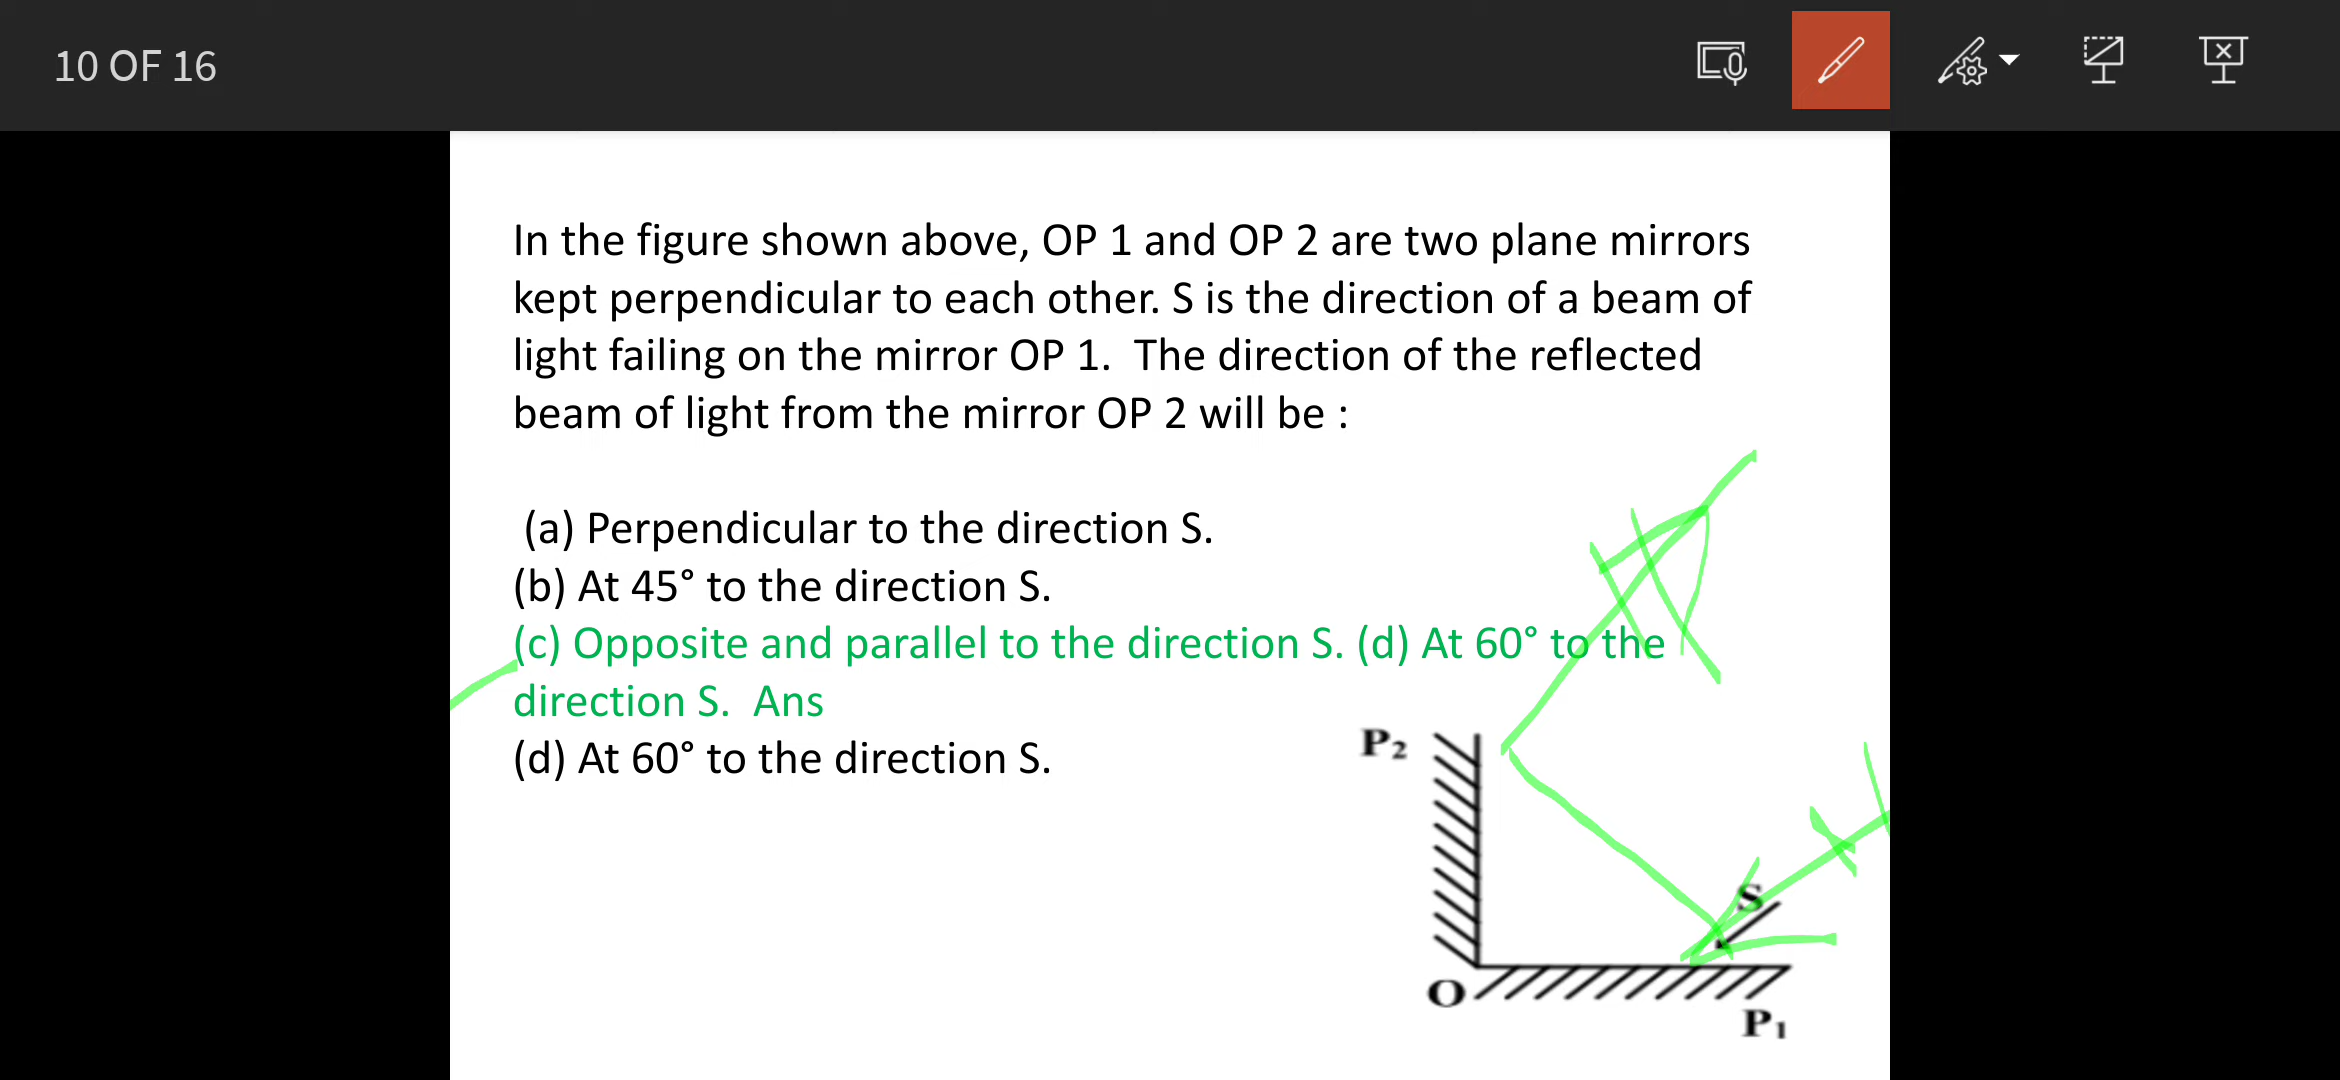 10 OF 16
In the figure shown above, OP 1 and OP 2 are two plane mirrors
kept perpendicular to each other. S is the direction of a beam of
light failing on the mirror OP 1.  The direction of the reflected
beam of light from the mirror OP 2 will be :
(a) Perpendicular to the direction S.
(b) At 45° to the direction S.
(c) Opposite and parallel to the direction S. (d) At 60° to the
direction S.  Ans
(d) At 60° to the direction S.
P2
S
O
P1